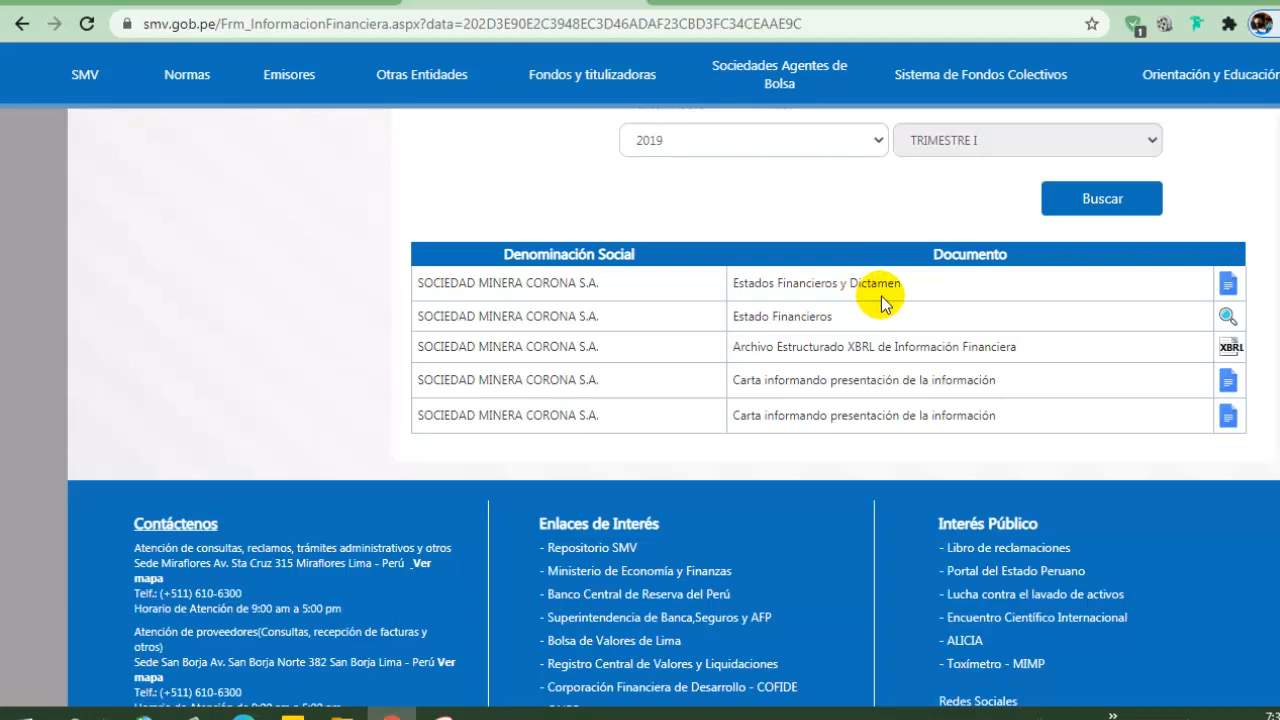 smv.gob.pe/Frm_InformacionFinanciera.aspx?data=202D3E90E2C3948EC3D46ADAF23CBD3FC34CEAAE9C
1
SMV
Normas
Emisores
Otras Entidades
Fondos y titulizadoras
Sociedades Agentes de
Bolsa
Sistema de Fondos Colectivos
Orientación y Educación
2019
TRIMESTRE I
Buscar
Denominación Social Documento
SOCIEDAD MINERA CORONA S.A. Estados Financieros y Dictamen
SOCIEDAD MINERA CORONA S.A. Estado Financieros
SOCIEDAD MINERA CORONA S.A. Archivo Estructurado XBRL de Información Financiera XBRL
SOCIEDAD MINERA CORONA S.A. Carta informando presentación de la información
SOCIEDAD MINERA CORONA S.A. Carta informando presentación de la información
Contáctenos
Atención de consultas, reclamos, trámites administrativos y otros
Sede Miraflores Av. Sta Cruz 315 Miraflores Lima - Perú _Ver
mapa
Telf.: (+511) 610-6300
Horario de Atención de 9:00 am a 5:00 pm
Atención de proveedores(Consultas, recepción de facturas y
otros)
Sede San Borja Av. San Borja Norte 382 San Borja Lima - Perú Ver
mapa
Telf.: (+511) 610-6300
Enlaces de Interés
- Repositorio SMV
- Ministerio de Economía y Finanzas
- Banco Central de Reserva del Perú
- Superintendencia de Banca,Seguros y AFP
- Bolsa de Valores de Lima
- Registro Central de Valores y Liquidaciones
- Corporación Financiera de Desarrollo - COFIDE
Interés Público
- Libro de reclamaciones
- Portal del Estado Peruano
- Lucha contra el lavado de activos
- Encuentro Científico Internacional
- ALICIA
- Toxímetro - MIMP
Redes Sociales